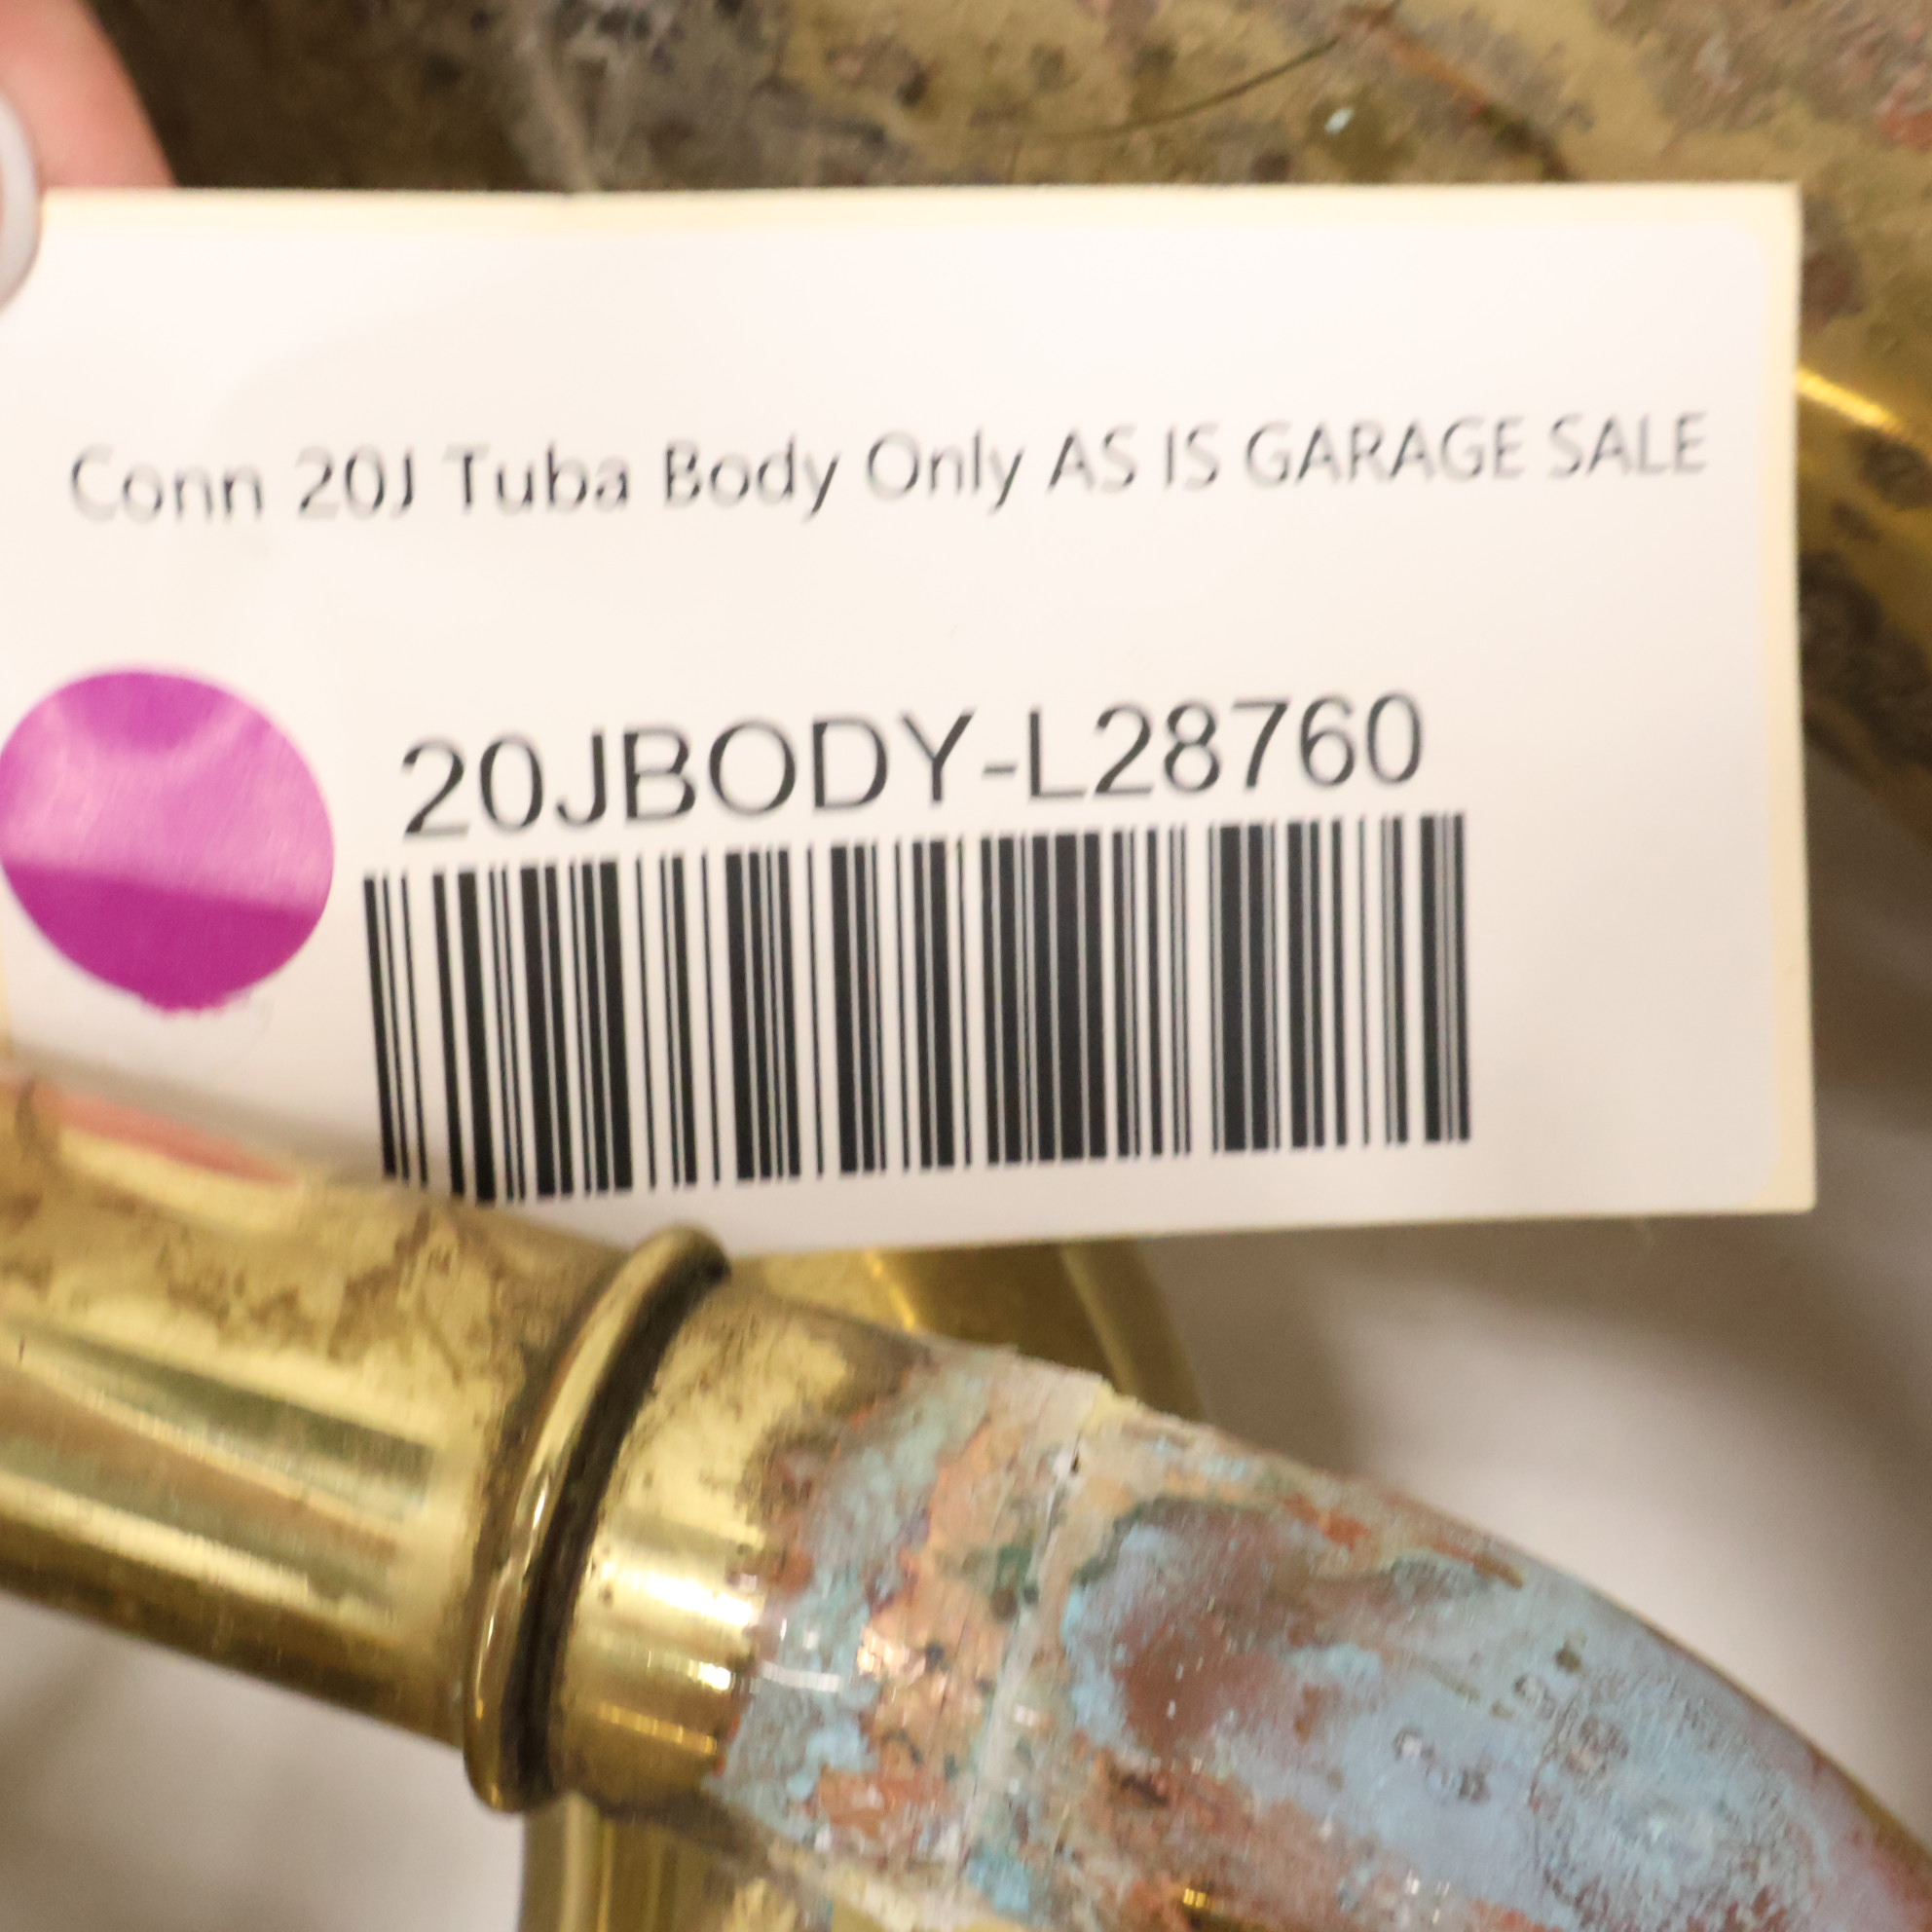 Conn 20J Tuba Body Only AS IS GARAGE SALE
20JBODY-L28760